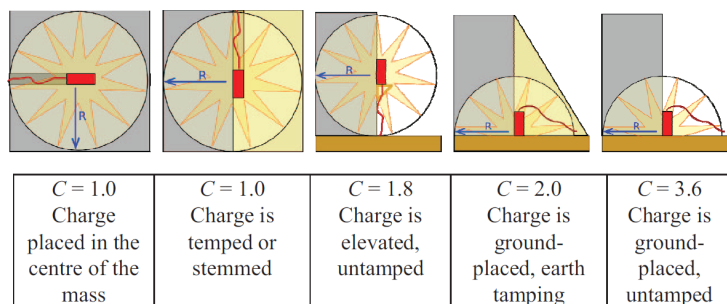 R
R
R
R
R
C = 1.0
Charge
placed in the
centre of the
mass
C = 1.0
Charge is
temped or
stemmed
C = 1.8
Charge is
elevated,
untamped
C = 2.0
Charge is
ground-
placed, earth
tamping
C = 3.6
Charge is
ground-
placed,
untamped